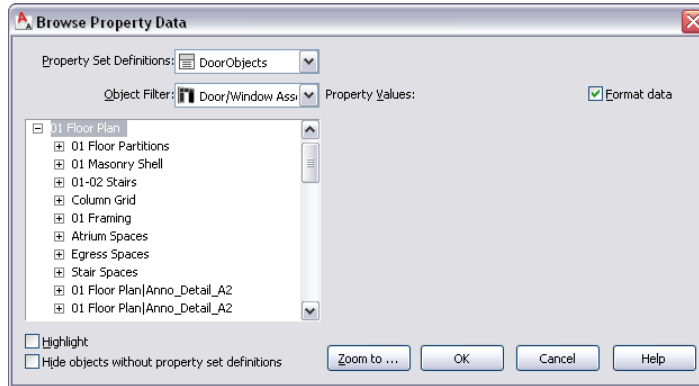 Browse Property Data
Property Set Definitions: DoorObjects
Object Filter: Door/Window Ass Property Values: Format data
01 Floor Plan
01 Floor Partitions
01 Masonry Shell
01-02 Stairs
Column Grid
01 Framing
Atrium Spaces
Egress Spaces
Stair Spaces
01 Floor Plan|Anno_Detail_A2
01 Floor Plan|Anno_Detail_A2
Highlight
Hide objects without property set definitions
Zoom to ... OK Cancel Help